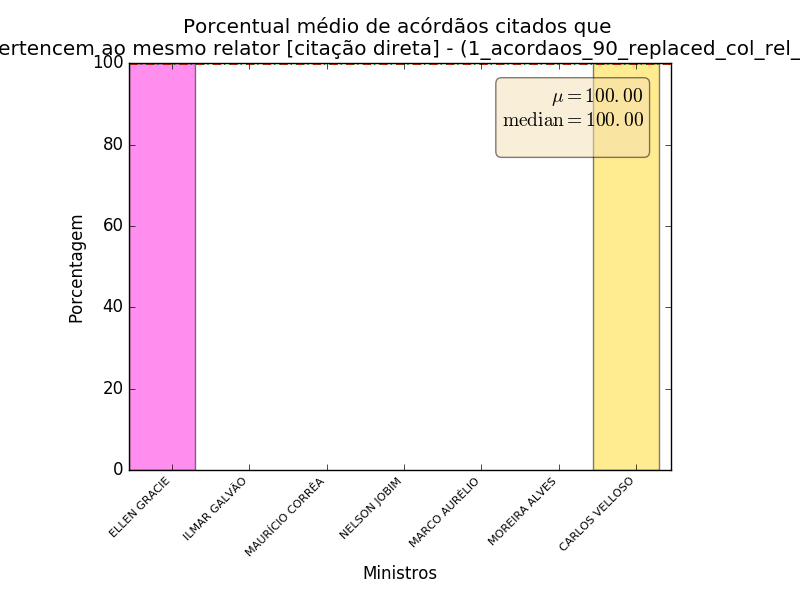 Porcentual médio de acórdãos citados que
ertencem ao mesmo relator [citação direta] - (1_acordaos_90_replaced_col_rel_
100
80
60
40
20
0
Porcentagem
μ = 100.00
median = 100.00
ELLEN GRACIE
ILMAR GALVÃO
MAURÍCIO CORRÊA
NELSON JOBIM
MARCO AURÉLIO
MOREIRA ALVES
CARLOS VELLOSO
Ministros